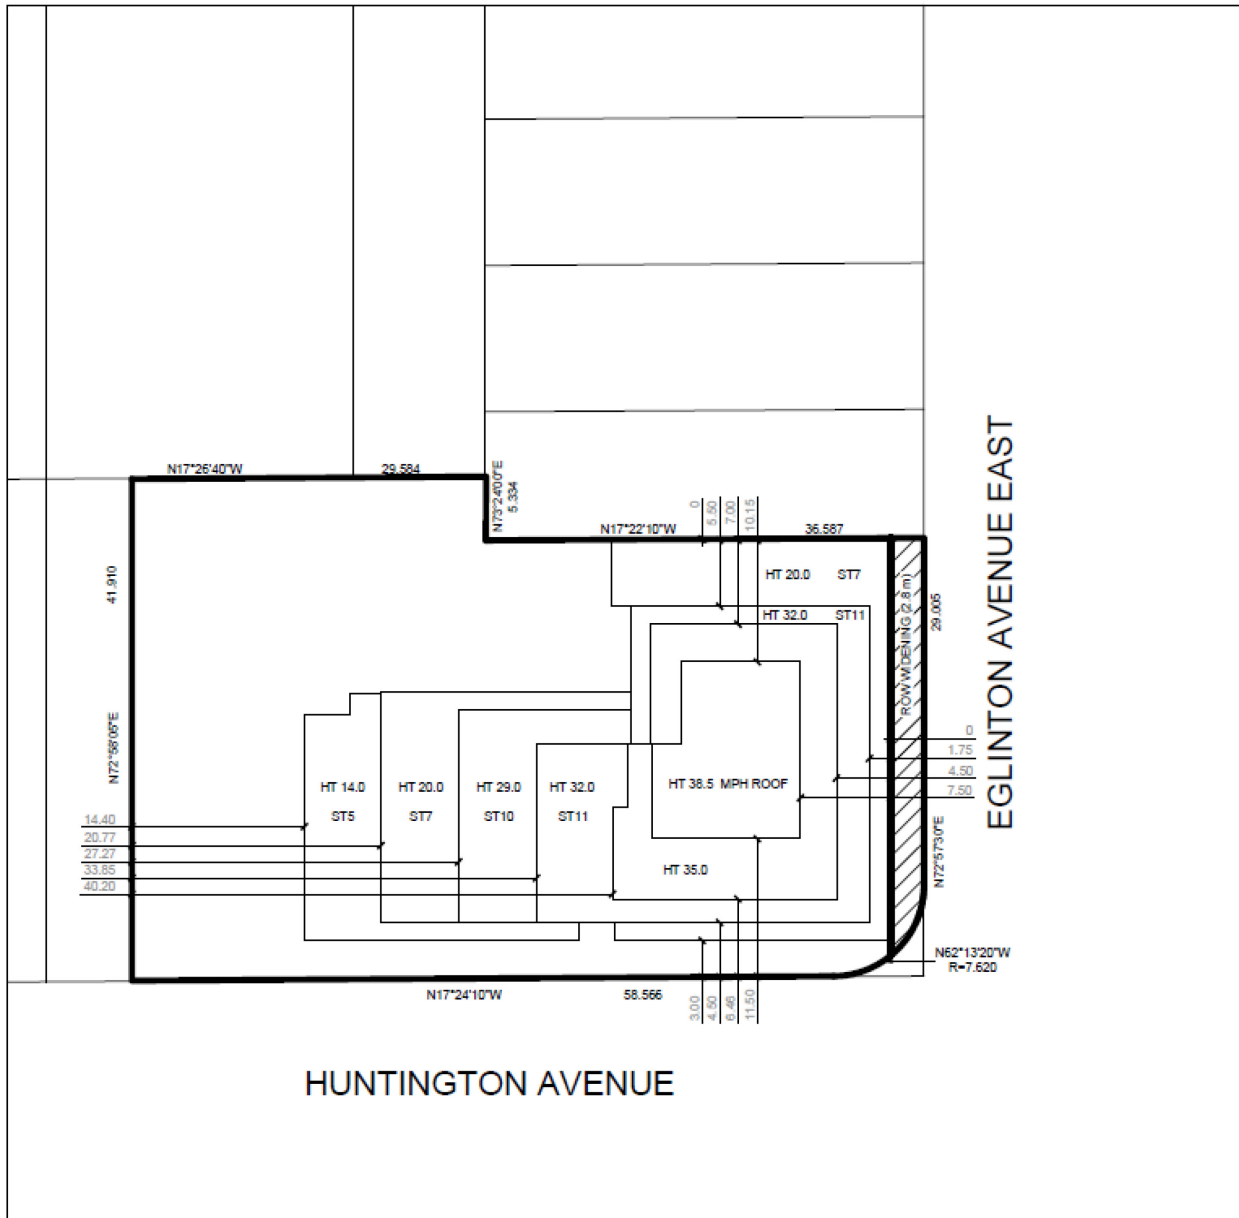 N17°26'40"W 29.584
N73°24'00"E
5.334
0
5.50
7.00
10.15
N17°22'10"W 36.587
41.910
N72°58'05"E
HT 20.0 ST7
HT 32.0 ST11
ROW WIDENING (2.8 m)
29.005
N72°57'30"E
EGLINTON AVENUE EAST
0
1.75
4.50
7.50
HT 14.0
ST5
HT 20.0
ST7
HT 29.0
ST10
HT 32.0
ST11
HT 38.5 MPH ROOF
HT 35.0
14.40
20.77
27.27
33.85
40.20
N62°13'20"W
R=7.620
N17°24'10"W 58.566
3.00
4.50
6.46
11.50
HUNTINGTON AVENUE